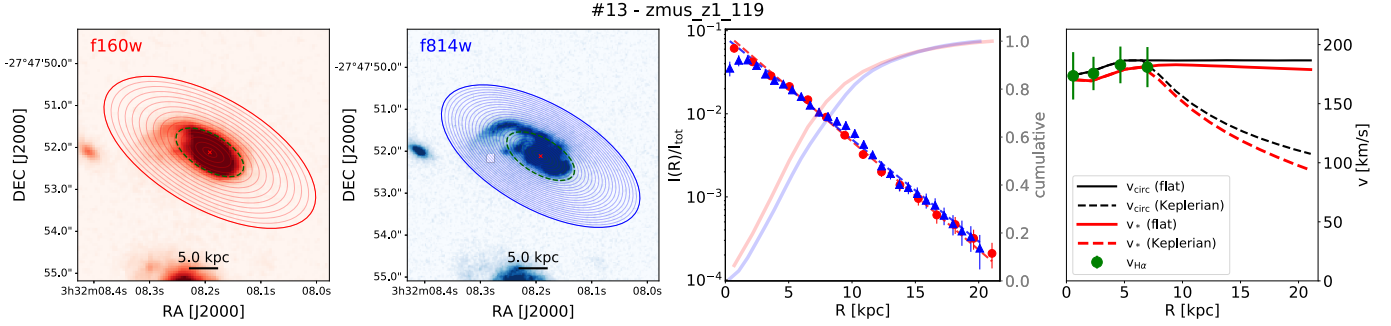 #13 - zmus_z1_119
f160w
DEC [J2000]
-27°47'50.0"
51.0"
52.0"
53.0"
54.0"
55.0"
5.0 kpc
3h32m08.4s 08.3s 08.2s 08.1s 08.0s
RA [J2000]
f814w
DEC [J2000]
-27°47'50.0"
51.0"
52.0"
53.0"
54.0"
55.0"
5.0 kpc
3h32m08.4s 08.3s 08.2s 08.1s 08.0s
RA [J2000]
I(R)/I_tot
10⁻¹
10⁻²
10⁻³
10⁻⁴
0 5 10 15 20
R [kpc]
1.0
0.8
0.6
0.4
0.2
0.0
cumulative
v_circ (flat)
v_circ (Keplerian)
v_* (flat)
v_* (Keplerian)
v_Hα
0 5 10 15 20
R [kpc]
200
150
100
50
0
v [km/s]